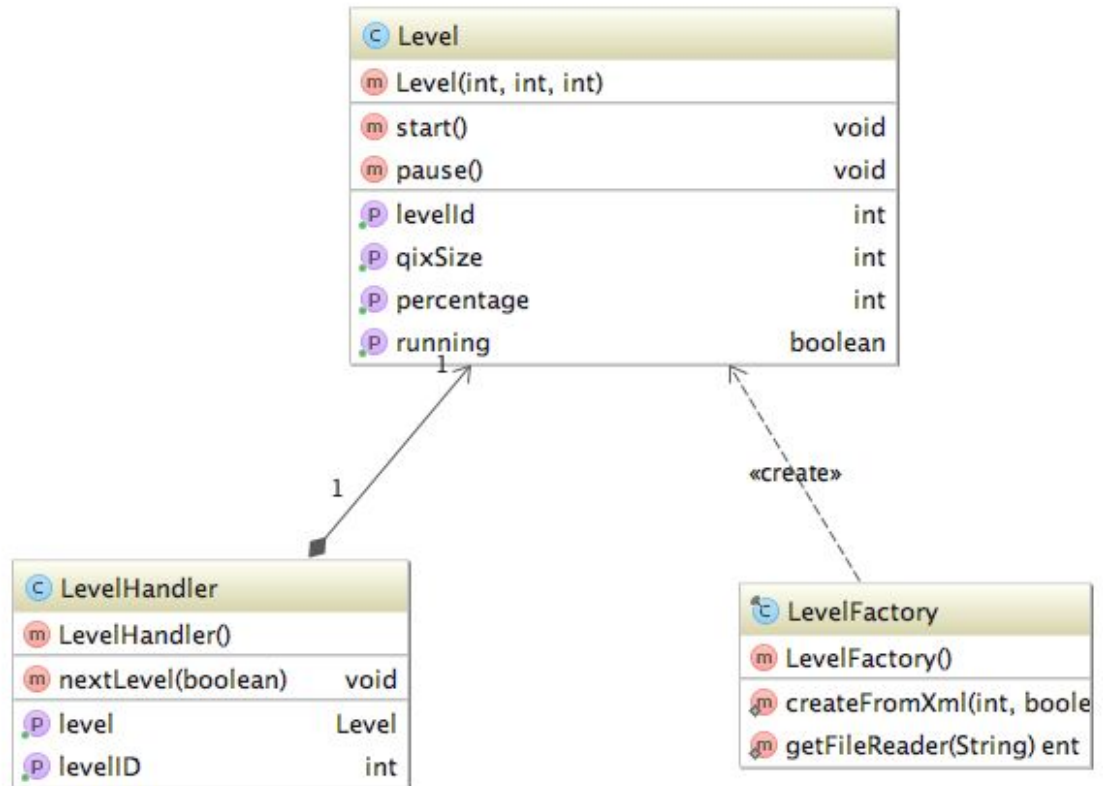 C Level
m Level(int, int, int)
m start() void
m pause() void
P levelId int
P qixSize int
P percentage int
P running boolean
1
«create»
1
C LevelHandler
m LevelHandler()
m nextLevel(boolean) void
P level Level
P levelID int
C LevelFactory
m LevelFactory()
m createFromXml(int, boole
m getFileReader(String) ent